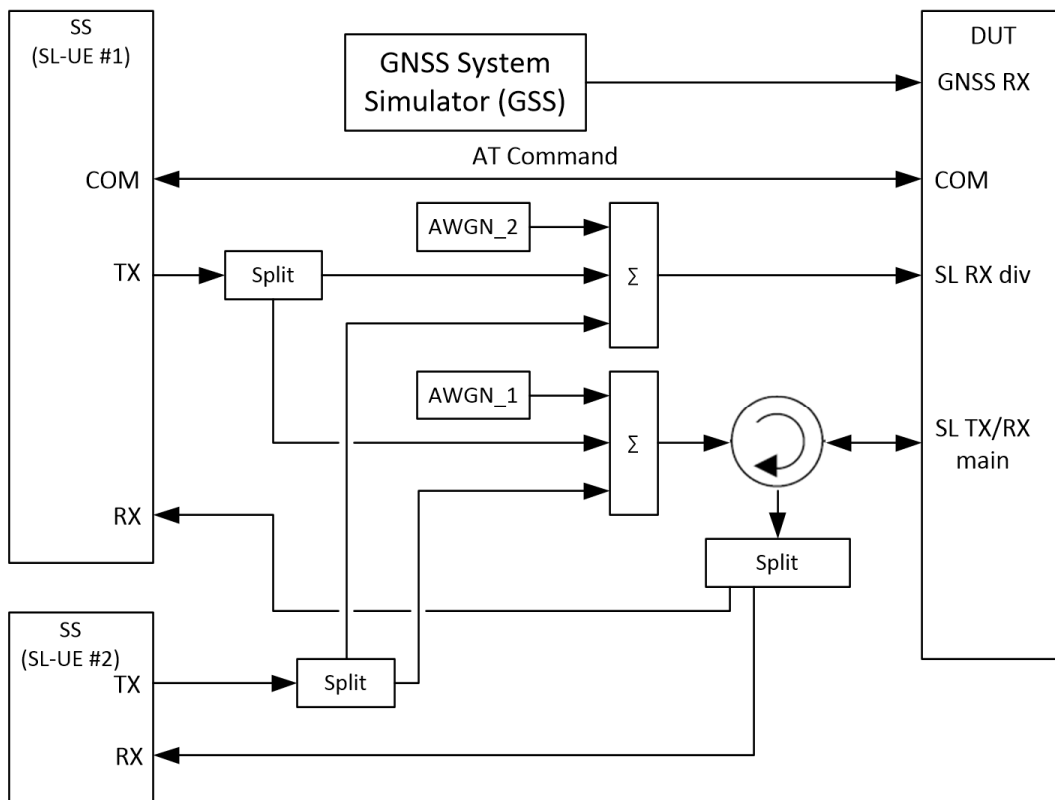 SS
(SL-UE #1)
DUT
GNSS System
Simulator (GSS)
GNSS RX
AT Command
COM
COM
AWGN_2
TX
Split
Σ
SL RX div
AWGN_1
Σ
SL TX/RX
main
RX
Split
SS
(SL-UE #2)
TX
Split
RX